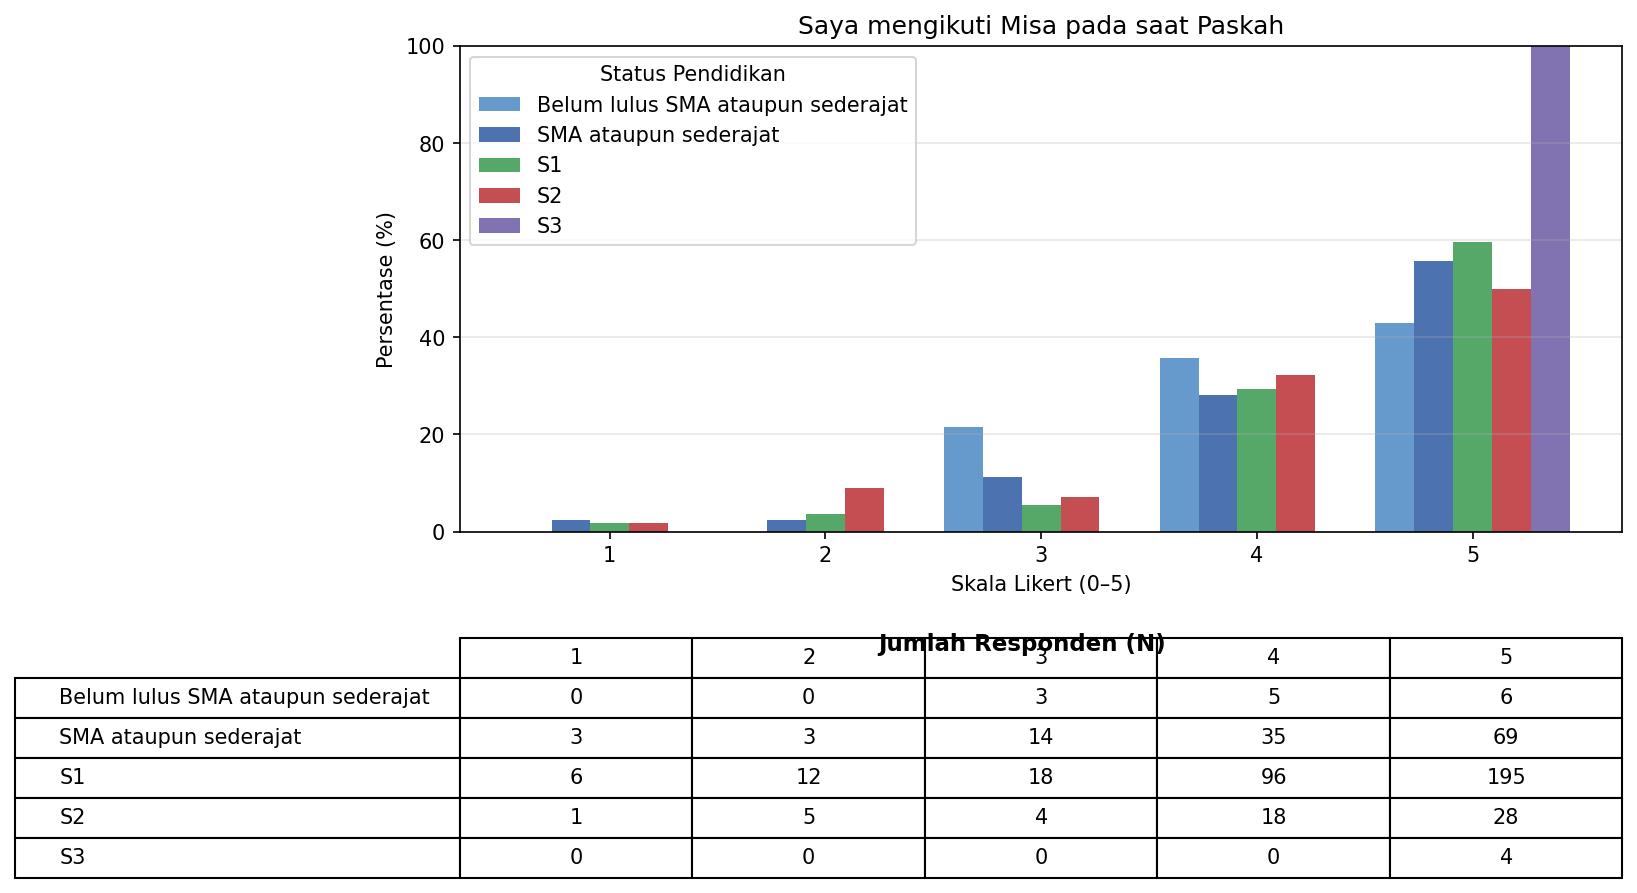 Saya mengikuti Misa pada saat Paskah
100
80
60
40
20
0
Persentase (%)
Status Pendidikan
Belum lulus SMA ataupun sederajat
SMA ataupun sederajat
S1
S2
S3
1 2 3 4 5
Skala Likert (0–5)
Jumlah Responden (N)
1 2 3 4 5
Belum lulus SMA ataupun sederajat 0 0 3 5 6
SMA ataupun sederajat 3 3 14 35 69
S1 6 12 18 96 195
S2 1 5 4 18 28
S3 0 0 0 0 4